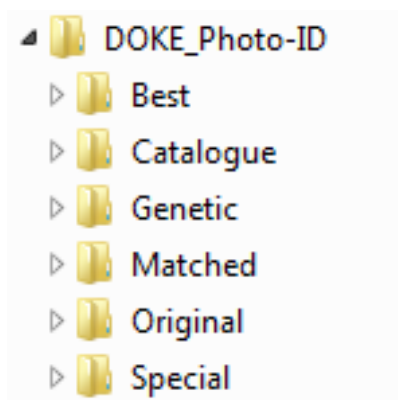 DOKE_Photo-ID
Best
Catalogue
Genetic
Matched
Original
Special